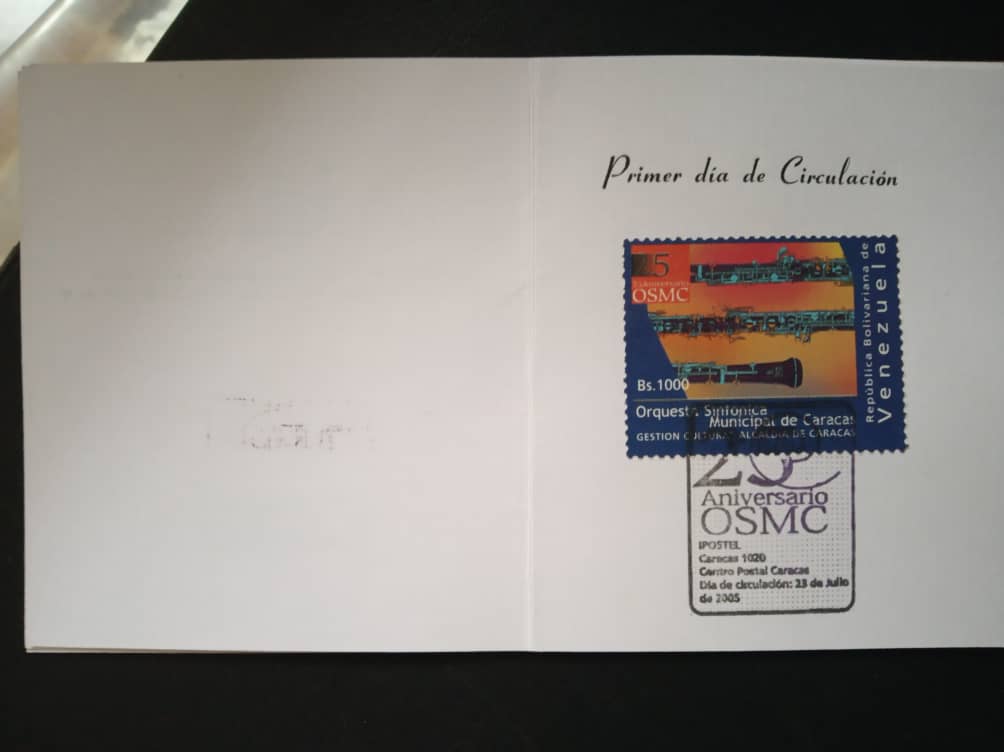 Primer día de Circulación
25
Aniversario
OSMC
República Bolivariana de
Venezuela
Bs.1000
Orquesta Sinfónica
Municipal de Caracas
GESTION CULTURAL ALCALDIA DE CARACAS
25
Aniversario
OSMC
IPOSTEL
Caracas 1020
Centro Postal Caracas
Día de circulación: 23 de Julio
de 2005